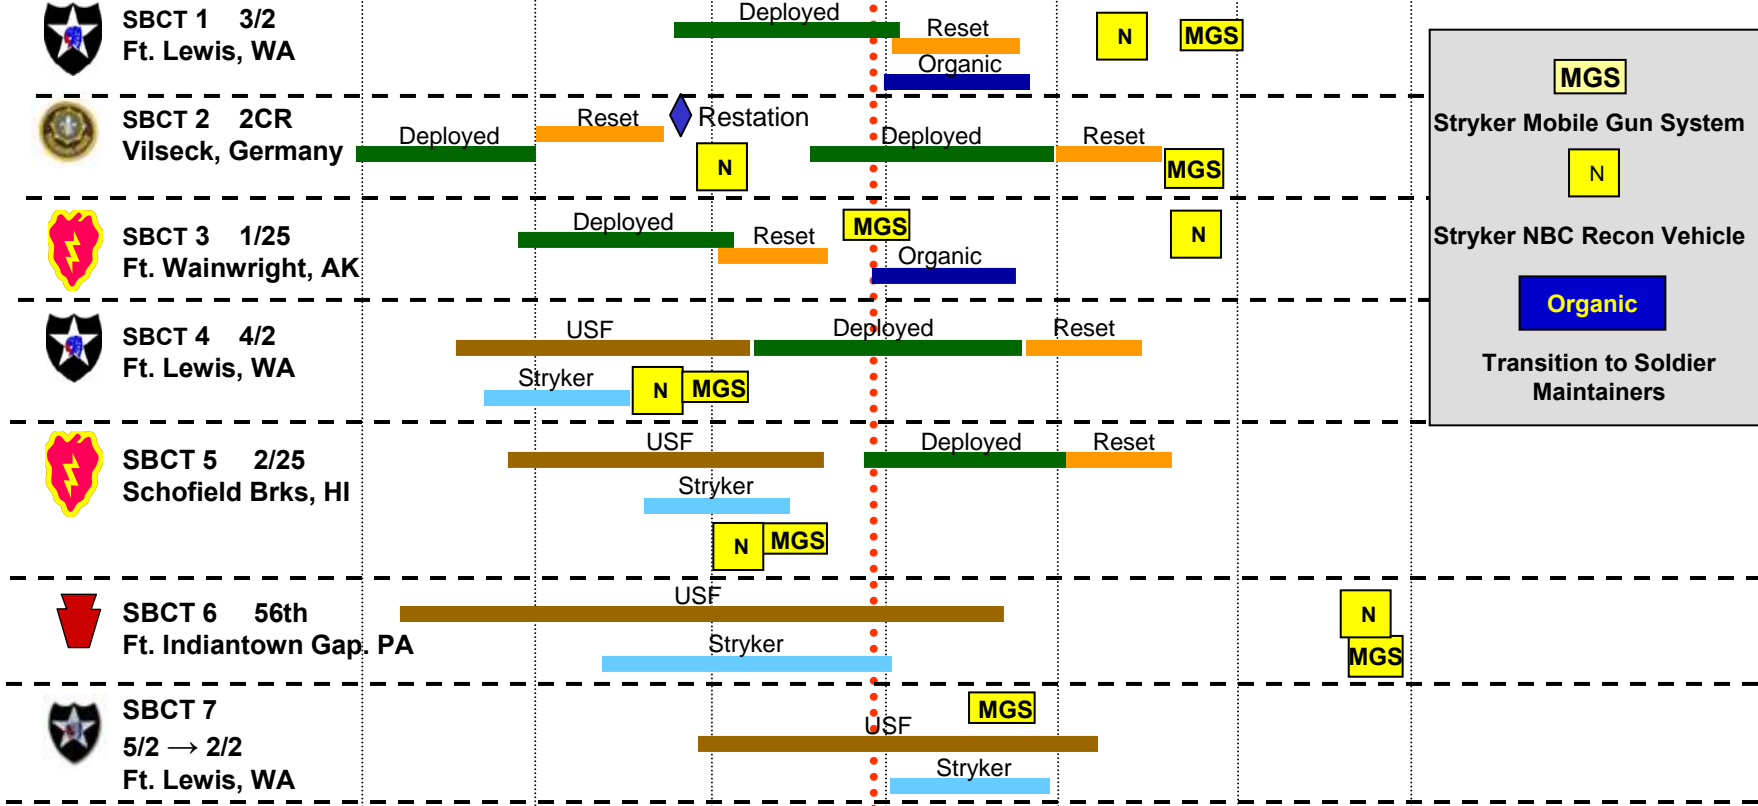 SBCT 1 3/2
Ft. Lewis, WA
Deployed
Reset
Organic
N
MGS
SBCT 2 2CR
Vilseck, Germany
Deployed
Reset
Restation
N
Deployed
Reset
MGS
SBCT 3 1/25
Ft. Wainwright, AK
Deployed
Reset
MGS
Organic
N
SBCT 4 4/2
Ft. Lewis, WA
USF
Deployed
Reset
Stryker
N
MGS
SBCT 5 2/25
Schofield Brks, HI
USF
Deployed
Reset
Stryker
N
MGS
SBCT 6 56th
Ft. Indiantown Gap. PA
USF
Stryker
N
MGS
SBCT 7
5/2 → 2/2
Ft. Lewis, WA
MGS
USF
Stryker
MGS
Stryker Mobile Gun System
N
Stryker NBC Recon Vehicle
Organic
Transition to Soldier
Maintainers